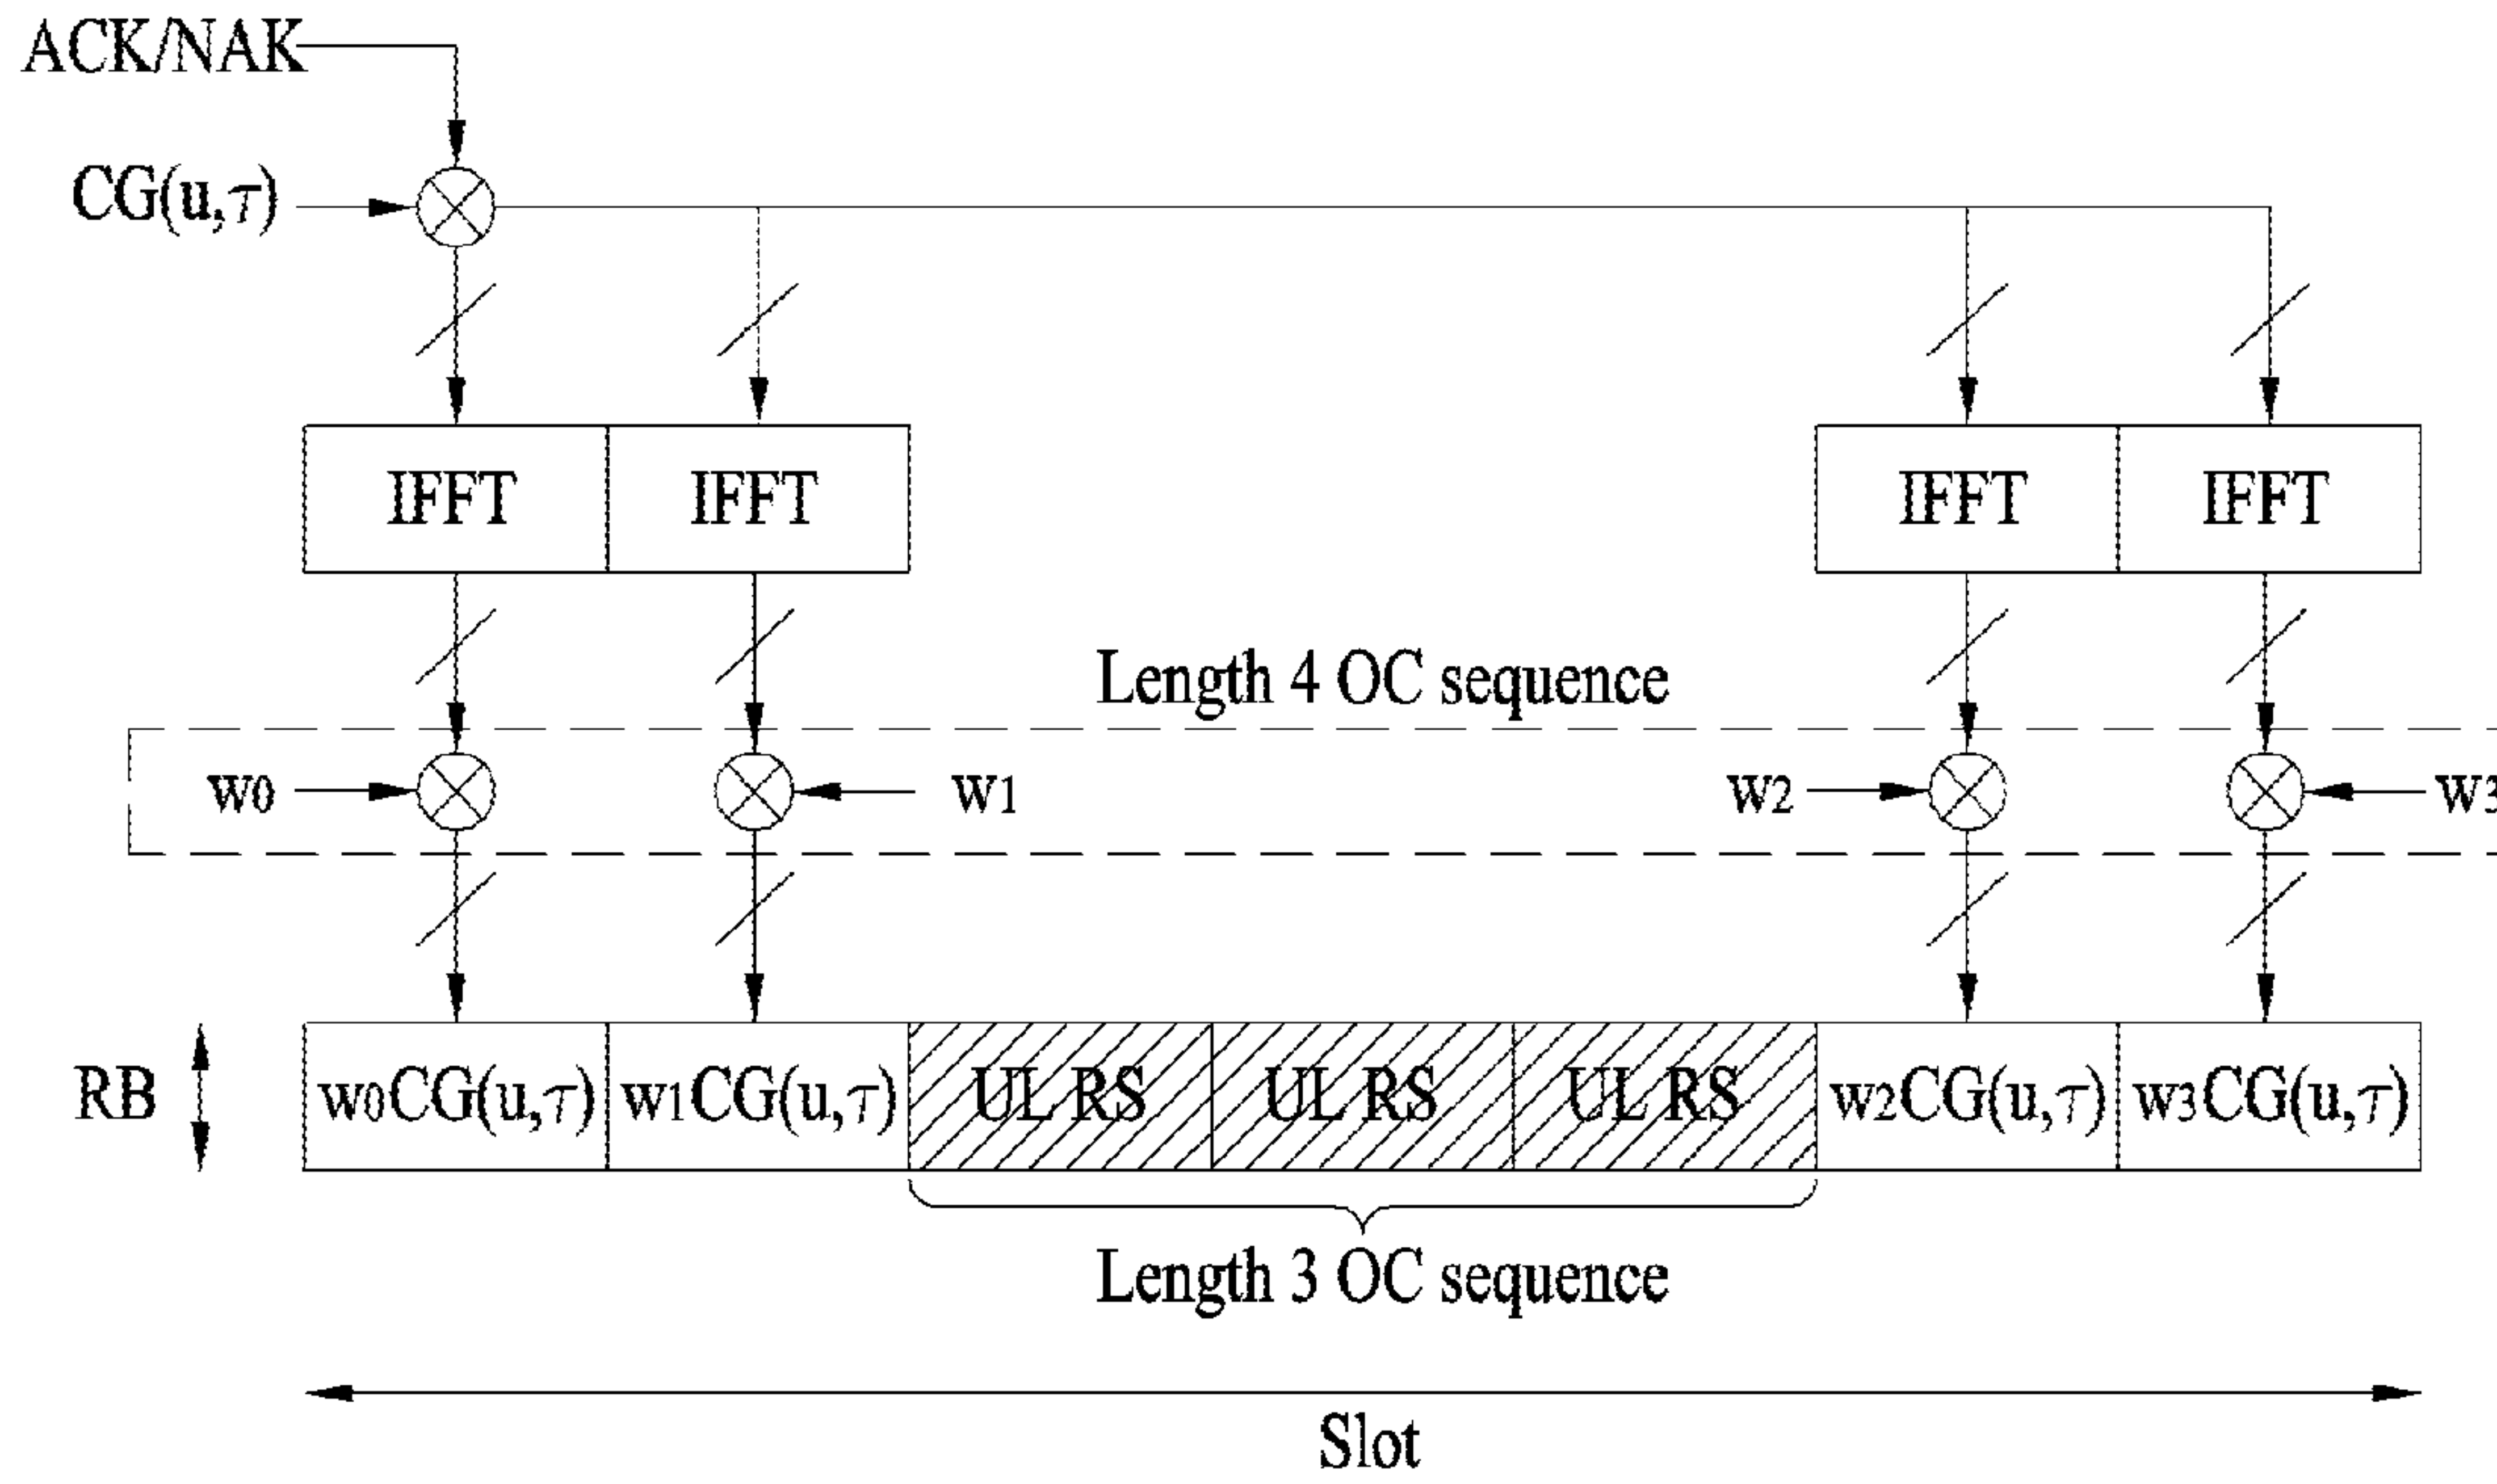 ACK/NAK
CG(u,τ)
IFFT IFFT IFFT IFFT
Length 4 OC sequence
w0 w1 w2 w3
RB w0CG(u,τ) w1CG(u,τ) UL RS UL RS UL RS w2CG(u,τ) w3CG(u,τ)
Length 3 OC sequence
Slot